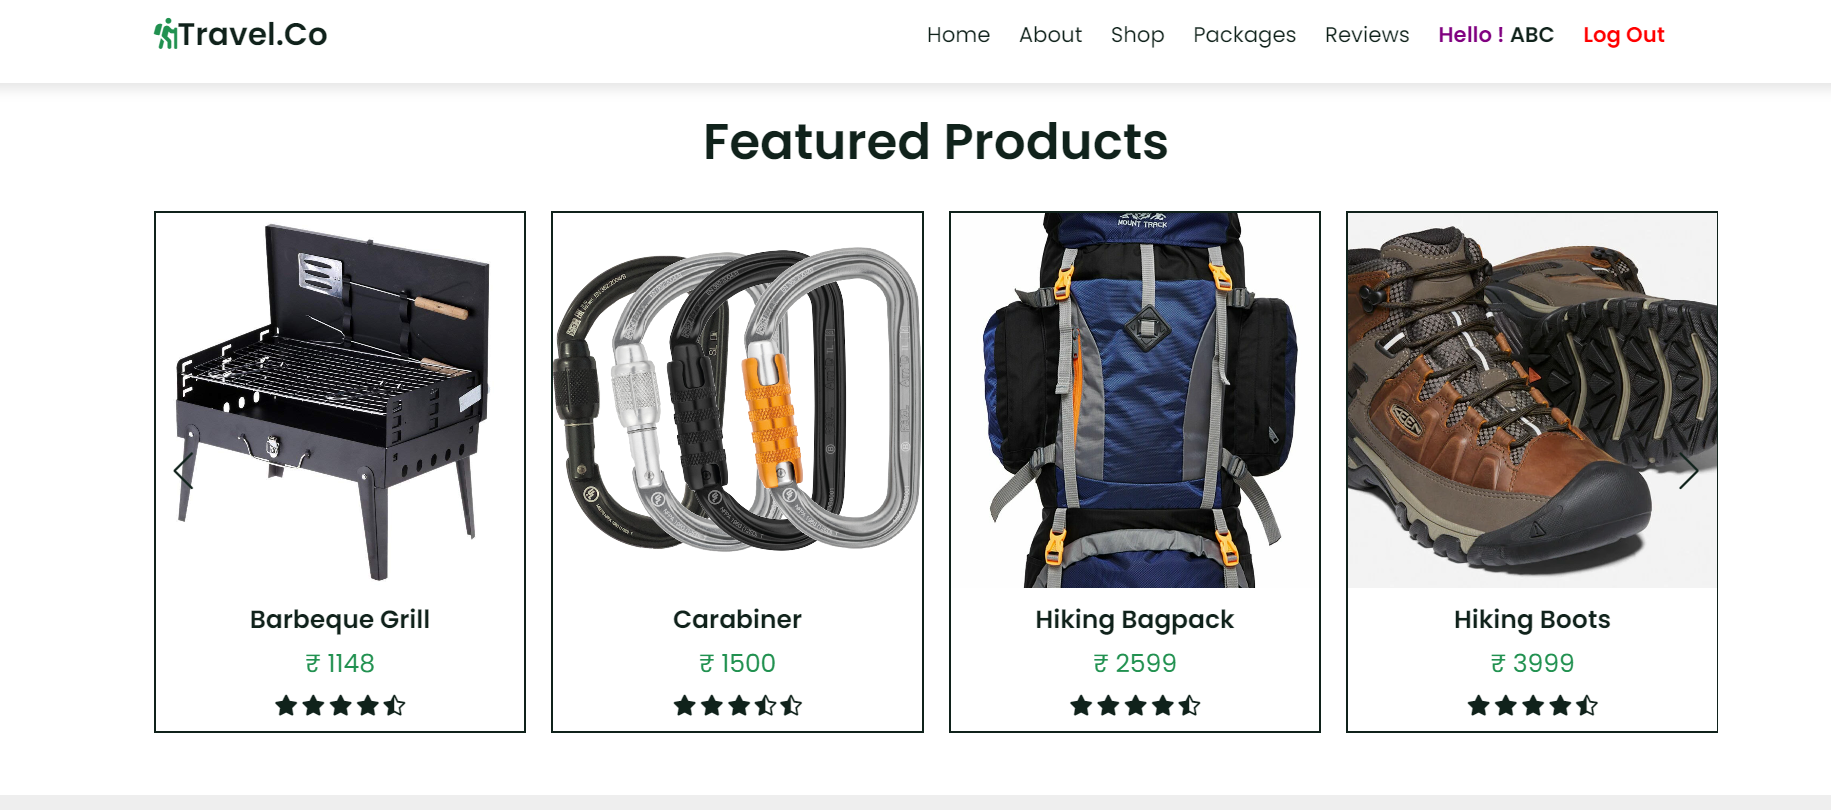 Travel.Co
Home About Shop Packages Reviews Hello ! ABC Log Out
Featured Products
MOUNT TRACK
KEEN
Barbeque Grill
₹ 1148
Carabiner
₹ 1500
Hiking Bagpack
₹ 2599
Hiking Boots
₹ 3999